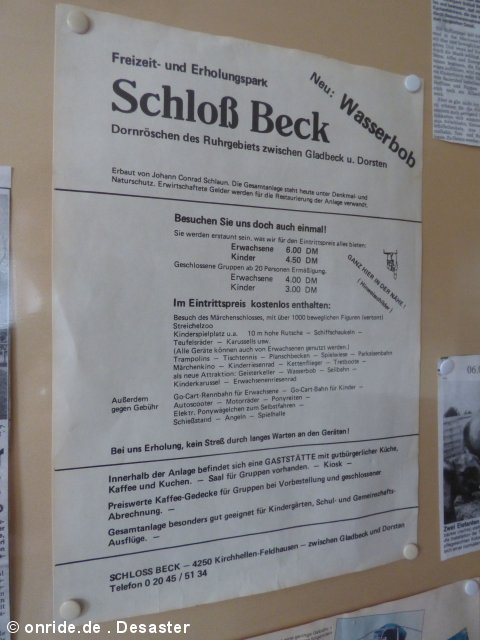 Freizeit- und Erholungspark
Neu: Wasserbob
Schloß Beck
Dornröschen des Ruhrgebiets zwischen Gladbeck u. Dorsten
Erbaut von Johann Conrad Schlaun. Die Gesamtanlage steht heute unter Denkmal- und
Naturschutz. Erwirtschaftete Gelder werden für die Restaurierung der Anlage verwandt.
Besuchen Sie uns doch auch einmal!
Sie werden erstaunt sein, was wir für den Eintrittspreis alles bieten:
Erwachsene 6.00 DM
Kinder 4.50 DM
Geschlossene Gruppen ab 20 Personen Ermäßigung.
Erwachsene 4.00 DM
Kinder 3.00 DM
GANZ HIER IN DER NÄHE!
Im Eintrittspreis kostenlos enthalten:
Besuch des Märchenschlosses, mit über 1000 beweglichen Figuren (vertont)
Streichelzoo
Kinderspielplatz u.a. 10 m hohe Rutsche – Schiffschaukeln –
Teufelsräder – Karussells usw.
(Alle Geräte können auch von Erwachsenen genutzt werden.)
Trampolins – Tischtennis – Planschbecken – Spielwiese – Parkeisenbahn
Märchenkino – Kinderriesenrad – Kettenflieger – Tretboote –
als neue Attraktion: Geisterkeller – Wasserbob – Seilbahn –
Kinderkarussel – Erwachsenenriesenrad
Außerdem
gegen Gebühr
Go-Cart-Rennbahn für Erwachsene – Go-Cart-Bahn für Kinder –
Autoscooter – Motorräder – Ponyreiten –
Elektr. Ponywägelchen zum Selbstfahren –
Schießstand – Angeln – Spielhalle
Bei uns Erholung, kein Streß durch langes Warten an den Geräten!
Innerhalb der Anlage befindet sich eine GASTSTÄTTE mit gutbürgerlicher Küche,
Kaffee und Kuchen. – Saal für Gruppen vorhanden. – Kiosk –
Preiswerte Kaffee-Gedecke für Gruppen bei Vorbestellung und geschlossener
Abrechnung. –
Gesamtanlage besonders gut geeignet für Kindergärten, Schul- und Gemeinschafts-
Ausflüge. –
SCHLOSS BECK – 4250 Kirchhellen-Feldhausen – zwischen Gladbeck und Dorsten
Telefon 0 20 45 / 51 34
06.0
Zwei Elefanten
© onride.de . Desaster